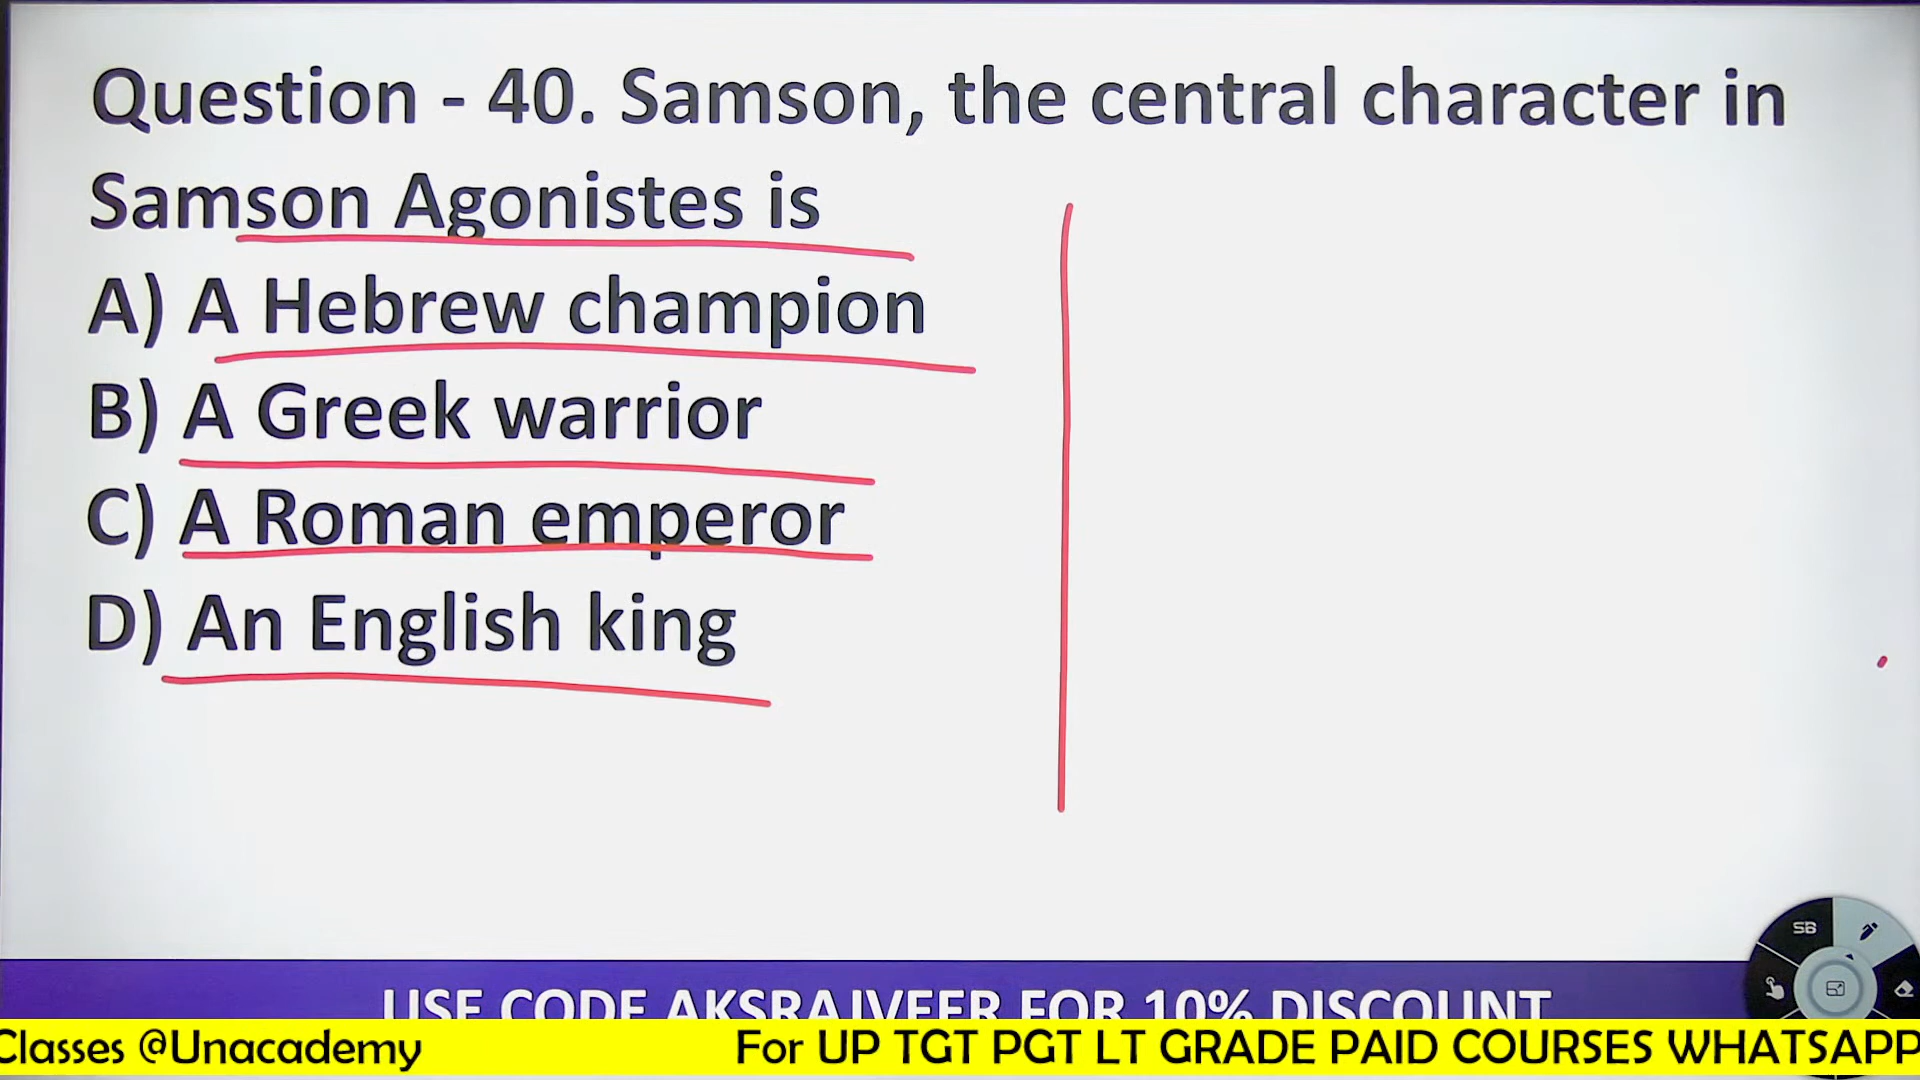 Question - 40. Samson, the central character in
Samson Agonistes is
A) A Hebrew champion
B) A Greek warrior
C) A Roman emperor
D) An English king
SB
USE CODE AKSRAJVEER FOR 10% DISCOUNT
Classes @Unacademy For UP TGT PGT LT GRADE PAID COURSES WHATSAPP